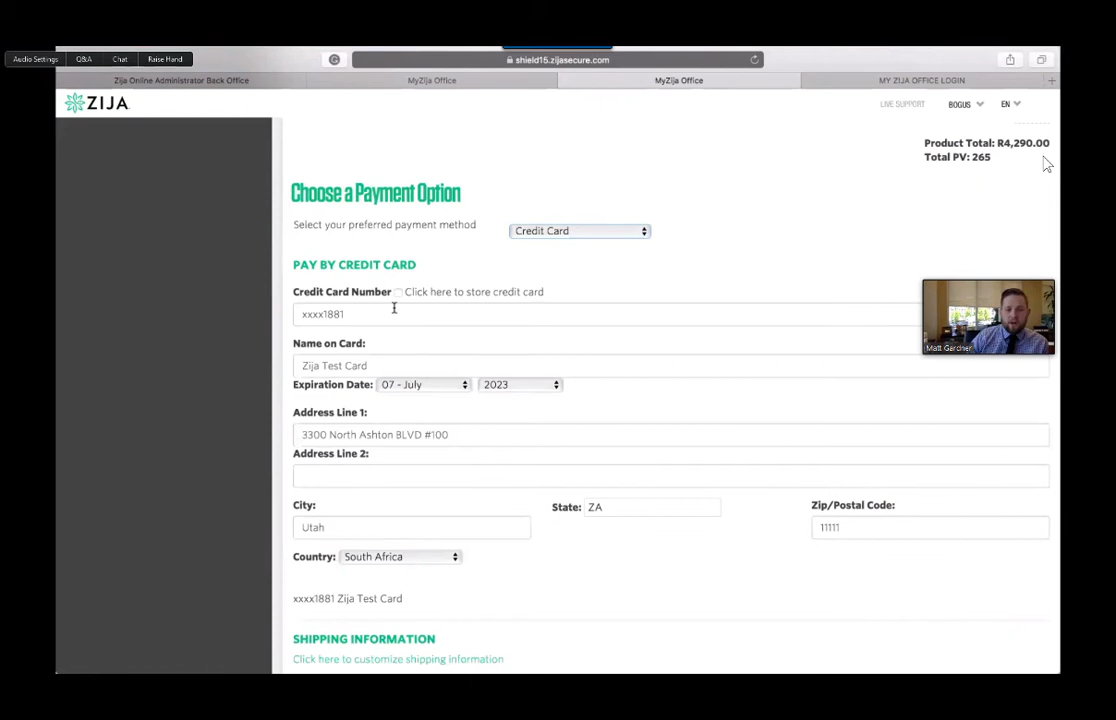 Audio Settings Q&A Chat Raise Hand
shield15.zijasecure.com
Zija Online Administrator Back Office MyZija Office MyZija Office MY ZIJA OFFICE LOGIN
ZIJA LIVE SUPPORT BOGUS EN
Product Total: R4,290.00
Total PV: 265
Choose a Payment Option
Select your preferred payment method Credit Card
PAY BY CREDIT CARD
Credit Card Number Click here to store credit card
xxxx1881
Matt Gardner
Name on Card:
Zija Test Card
Expiration Date: 07 - July 2023
Address Line 1:
3300 North Ashton BLVD #100
Address Line 2:
City: State: ZA Zip/Postal Code:
Utah 11111
Country: South Africa
xxxx1881 Zija Test Card
SHIPPING INFORMATION
Click here to customize shipping information